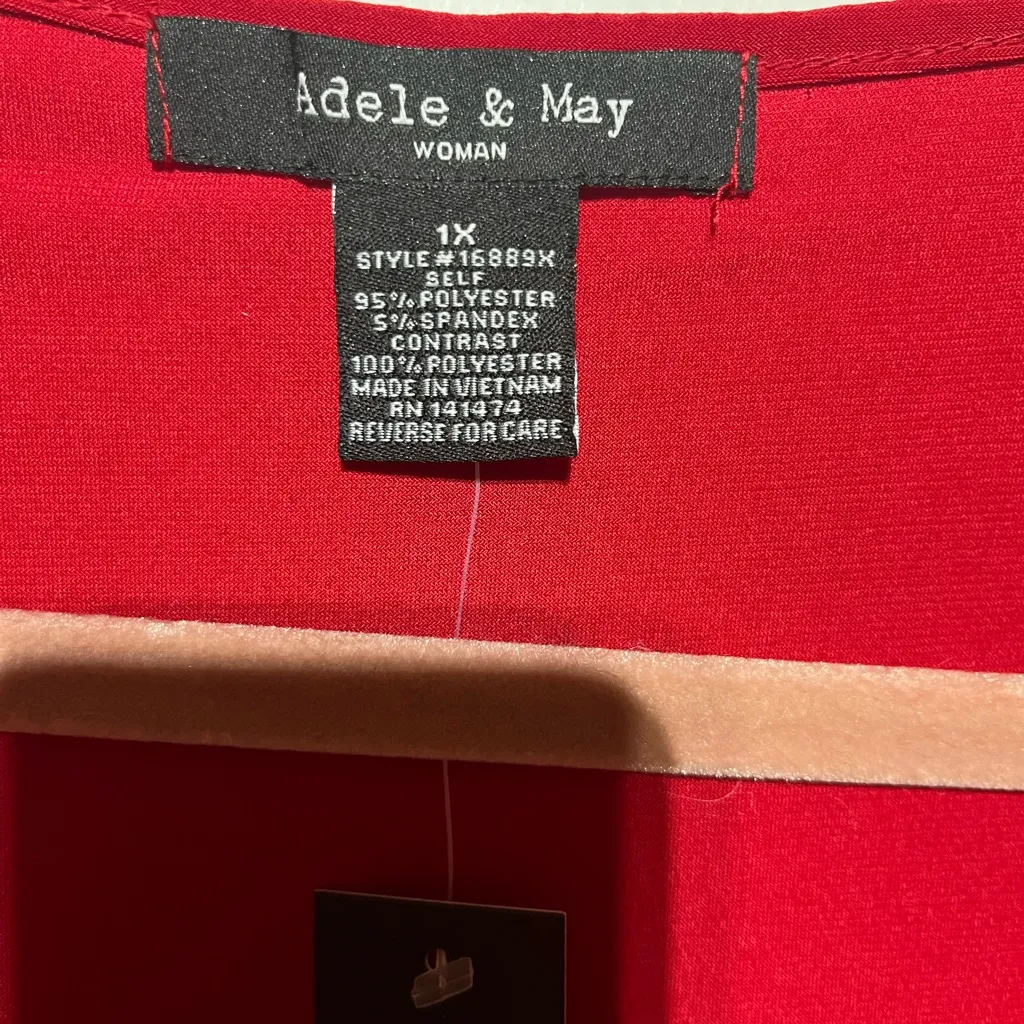 Adele & May
WOMAN
1X
STYLE#16889X
SELF
95%POLYESTER
5%SPANDEX
CONTRAST
100%POLYESTER
MADE IN VIETNAM
RN 141474
REVERSE FOR CARE